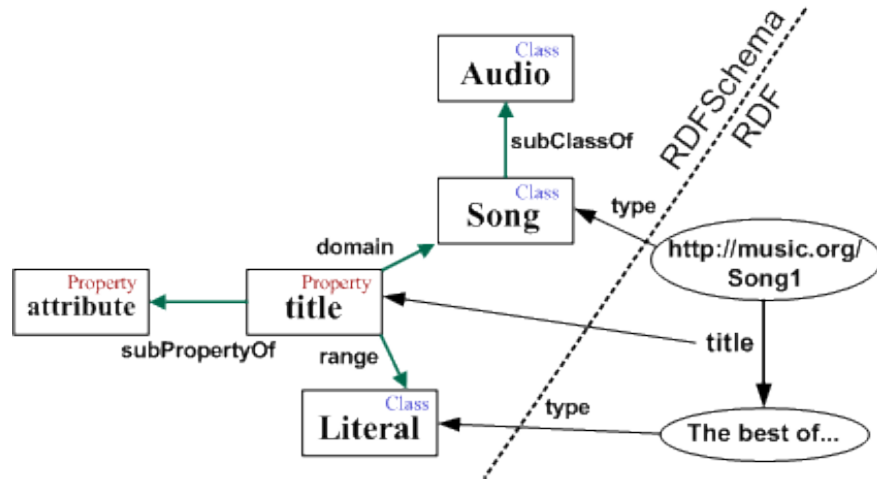 Class
Audio
RDFSchema
RDF
subClassOf
Class
Song
type
domain
http://music.org/
Song1
Property
attribute
Property
title
subPropertyOf
range
title
Class
Literal
type
The best of...